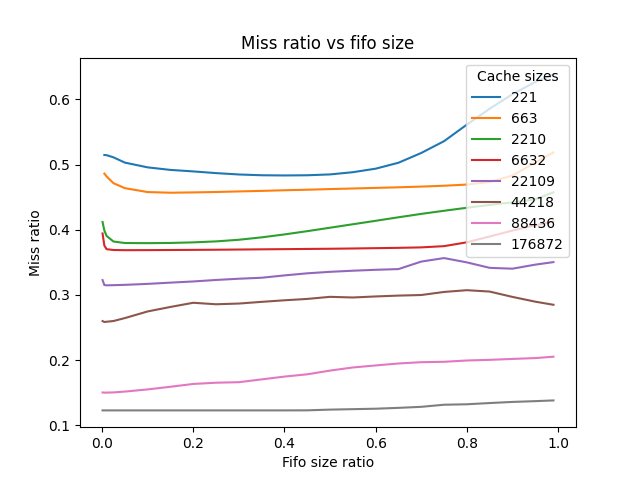 Miss ratio vs fifo size
Cache sizes
221
663
2210
6632
22109
44218
88436
176872
0.6
0.5
0.4
0.3
0.2
0.1
Miss ratio
0.0 0.2 0.4 0.6 0.8 1.0
Fifo size ratio